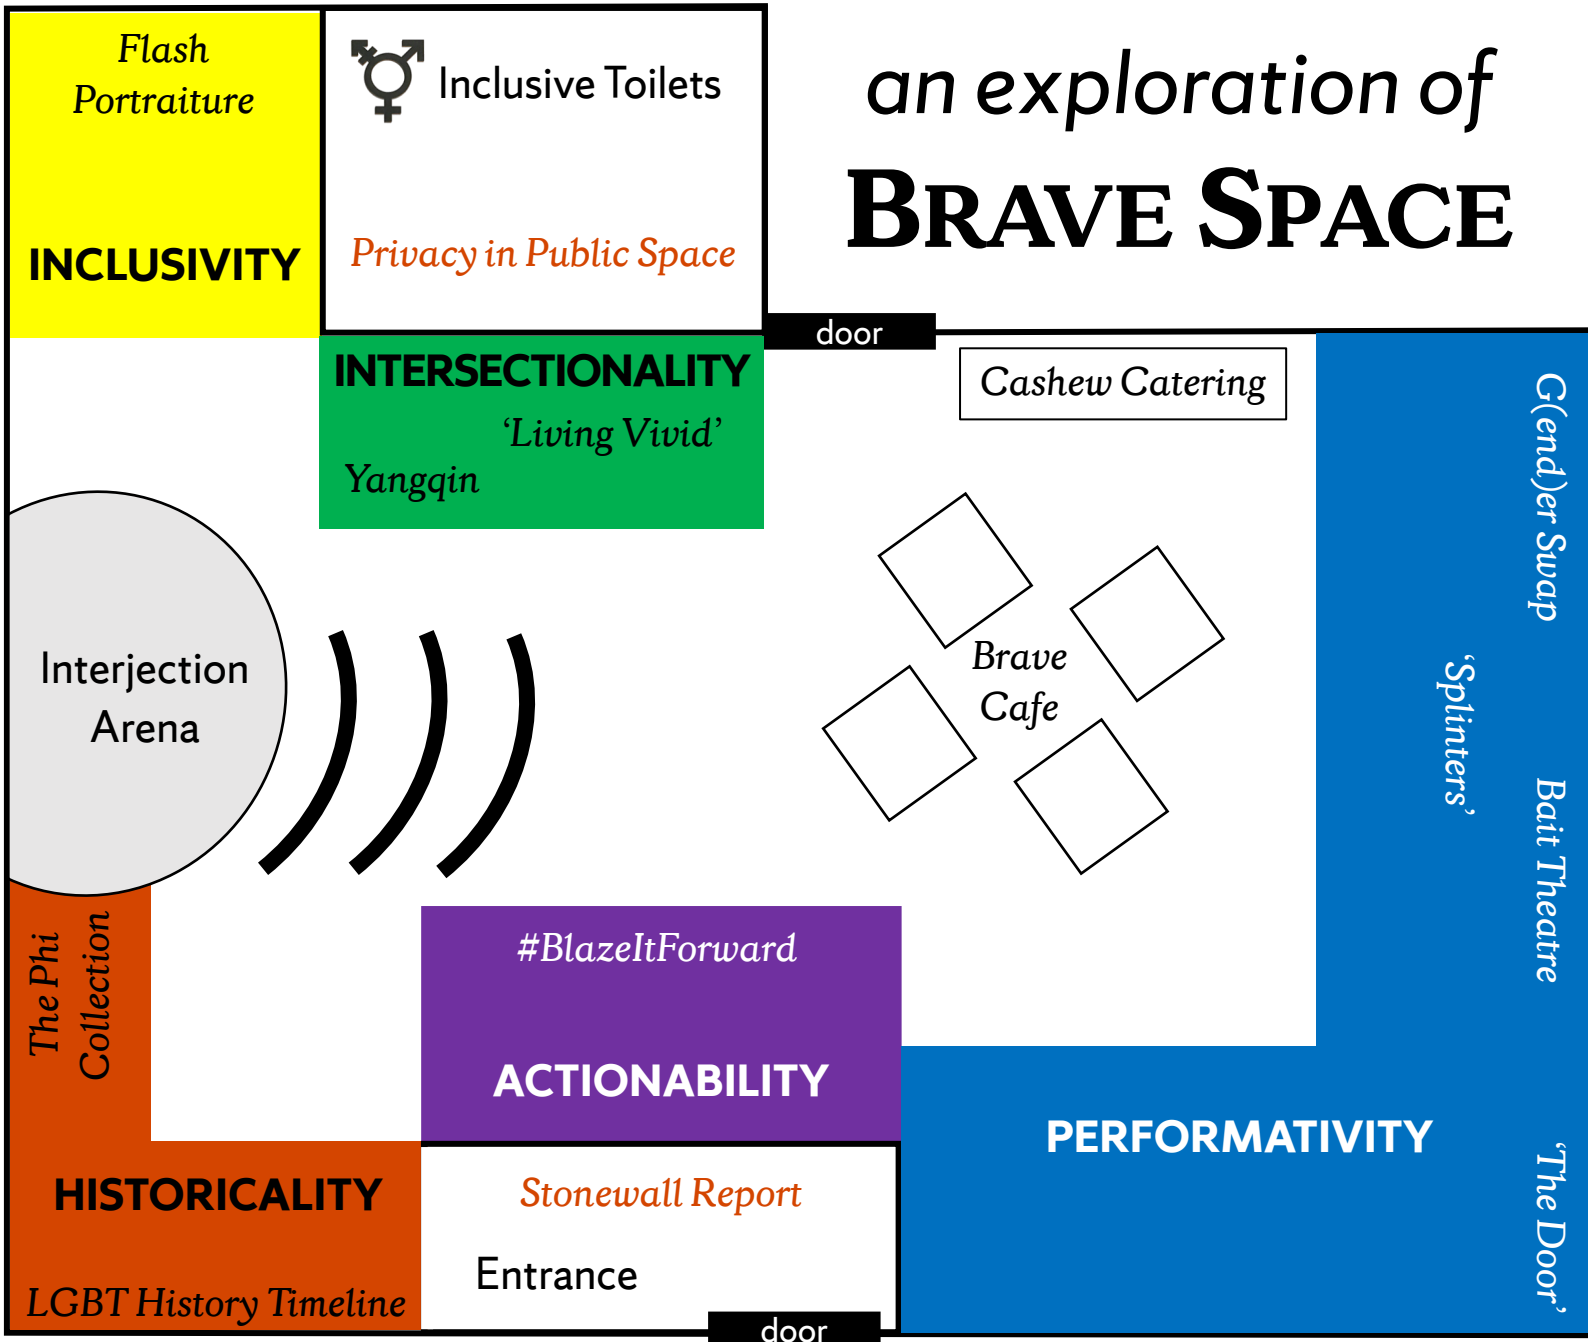 an exploration of
BRAVE SPACE
Flash
Portraiture
INCLUSIVITY
Inclusive Toilets
Privacy in Public Space
door
INTERSECTIONALITY
‘Living Vivid’
Yangqin
Cashew Catering
G(end)er Swap
‘Splinters’
Bait Theatre
‘The Door’
PERFORMATIVITY
Interjection
Arena
Brave
Cafe
The Phi
Collection
HISTORICALITY
LGBT History Timeline
#BlazeItForward
ACTIONABILITY
Stonewall Report
Entrance
door